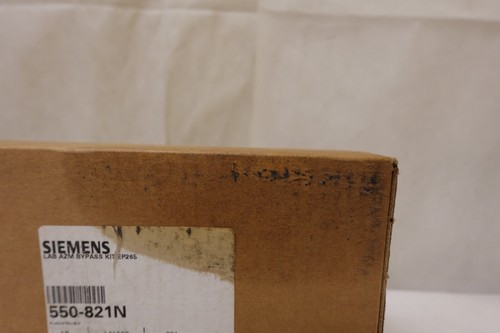 SIEMENS
LAB A2M BYPASS KIT EP265
550-821N